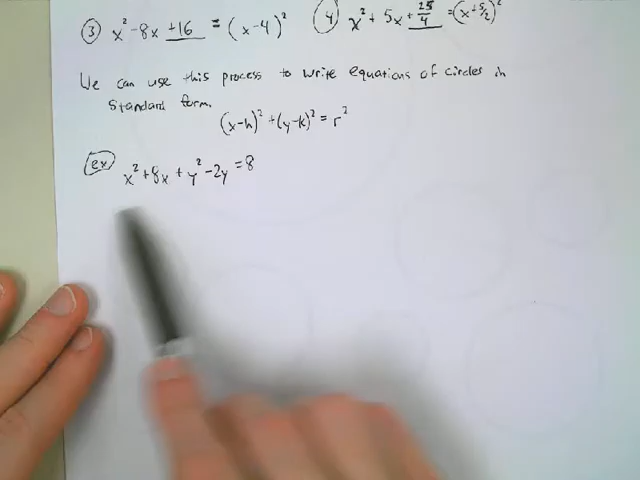 ③ x² - 8x + 16 = (x-4)²
④ x² + 5x + 25/4 = (x+5/2)²
We can use this process to write equations of circles in
standard form.
(x-h)² + (y-k)² = r²
ex x² + 8x + y² - 2y = 8